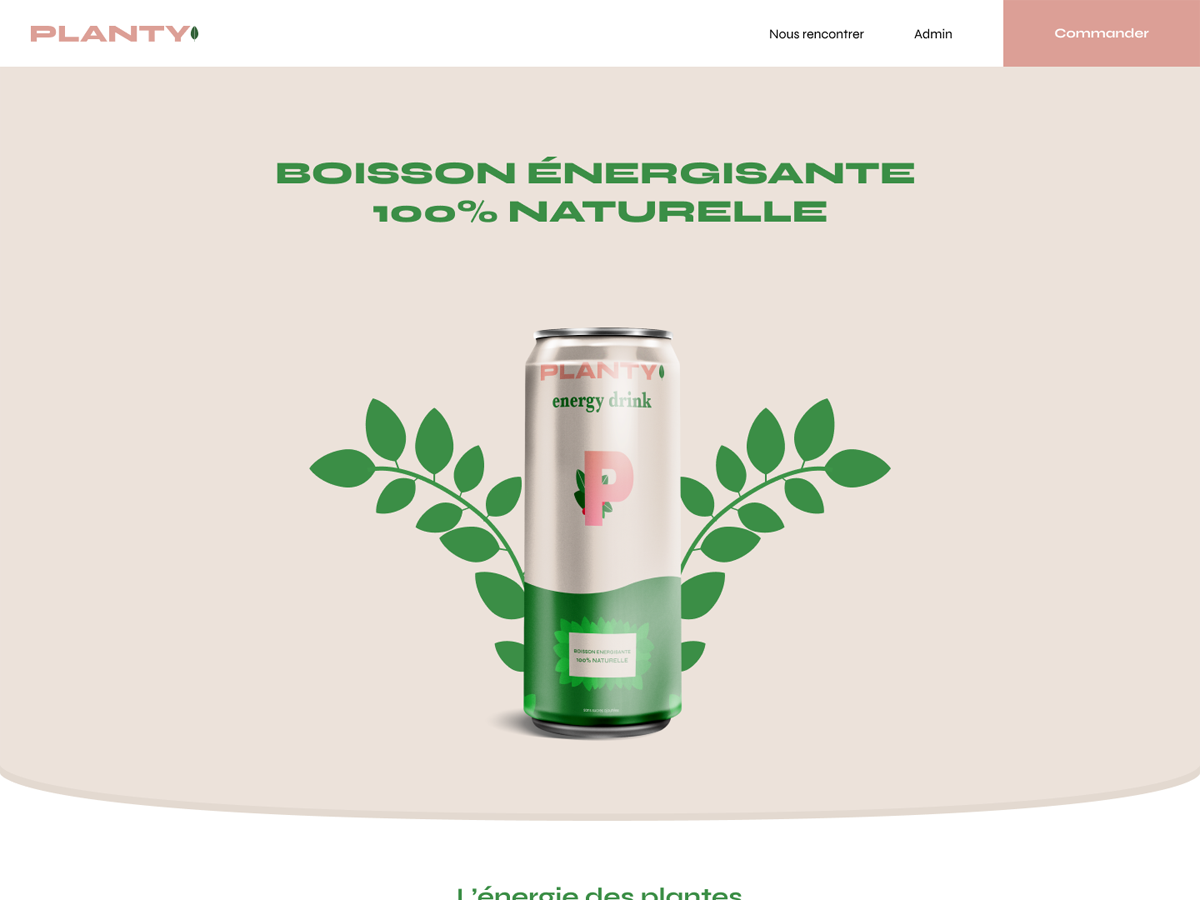 PLANTY
Nous rencontrer
Admin
Commander
BOISSON ÉNERGISANTE
100% NATURELLE
PLANTY
energy drink
P
BOISSON ÉNERGISANTE
100% NATURELLE
L’énergie des plantes